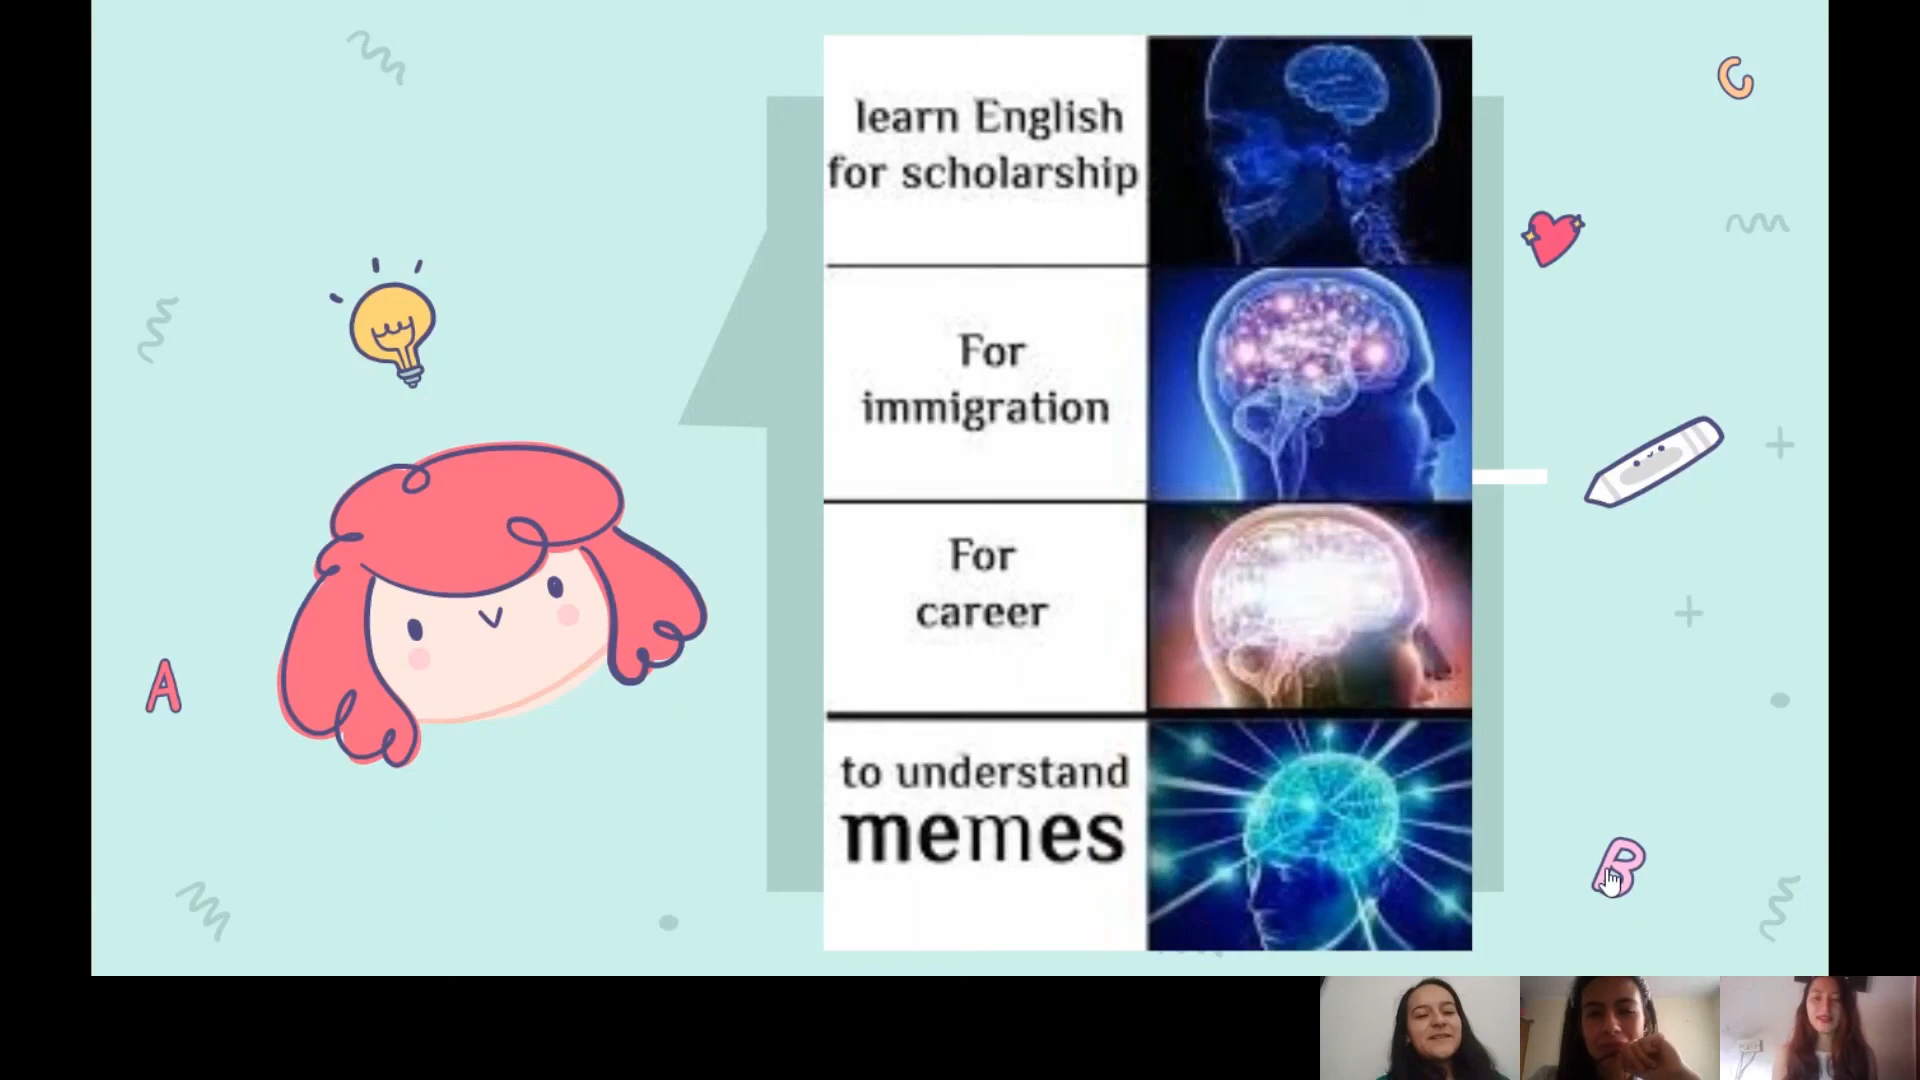 learn English
for scholarship
For
immigration
For
career
to understand
memes
C
A
B